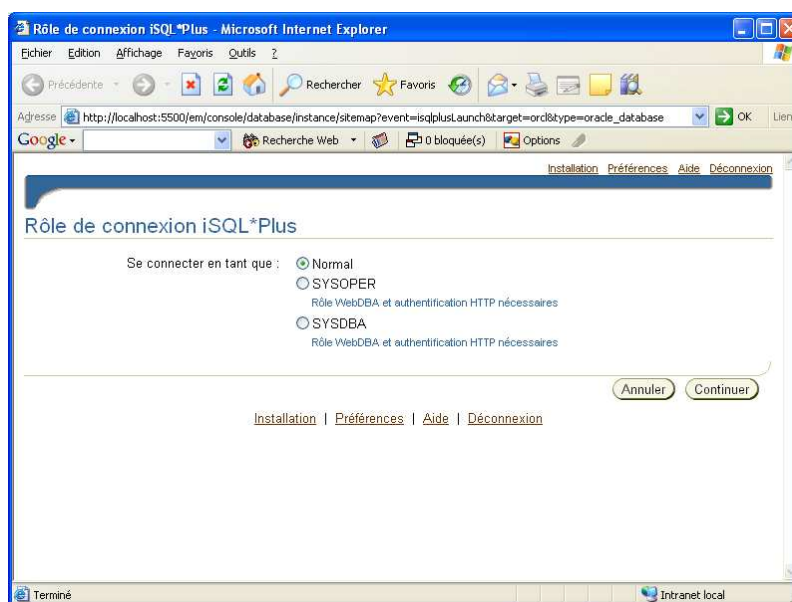 Rôle de connexion iSQL*Plus - Microsoft Internet Explorer
Fichier Edition Affichage Favoris Outils ?
Précédente Rechercher Favoris
Adresse http://localhost:5500/em/console/database/instance/sitemap?event=isqlplusLaunch&target=orcl&type=oracle_database OK Lien
Google Recherche Web 0 bloquée(s) Options
Installation Préférences Aide Déconnexion
Rôle de connexion iSQL*Plus
Se connecter en tant que : Normal
SYSOPER
Rôle WebDBA et authentification HTTP nécessaires
SYSDBA
Rôle WebDBA et authentification HTTP nécessaires
Annuler Continuer
Installation | Préférences | Aide | Déconnexion
Terminé Intranet local